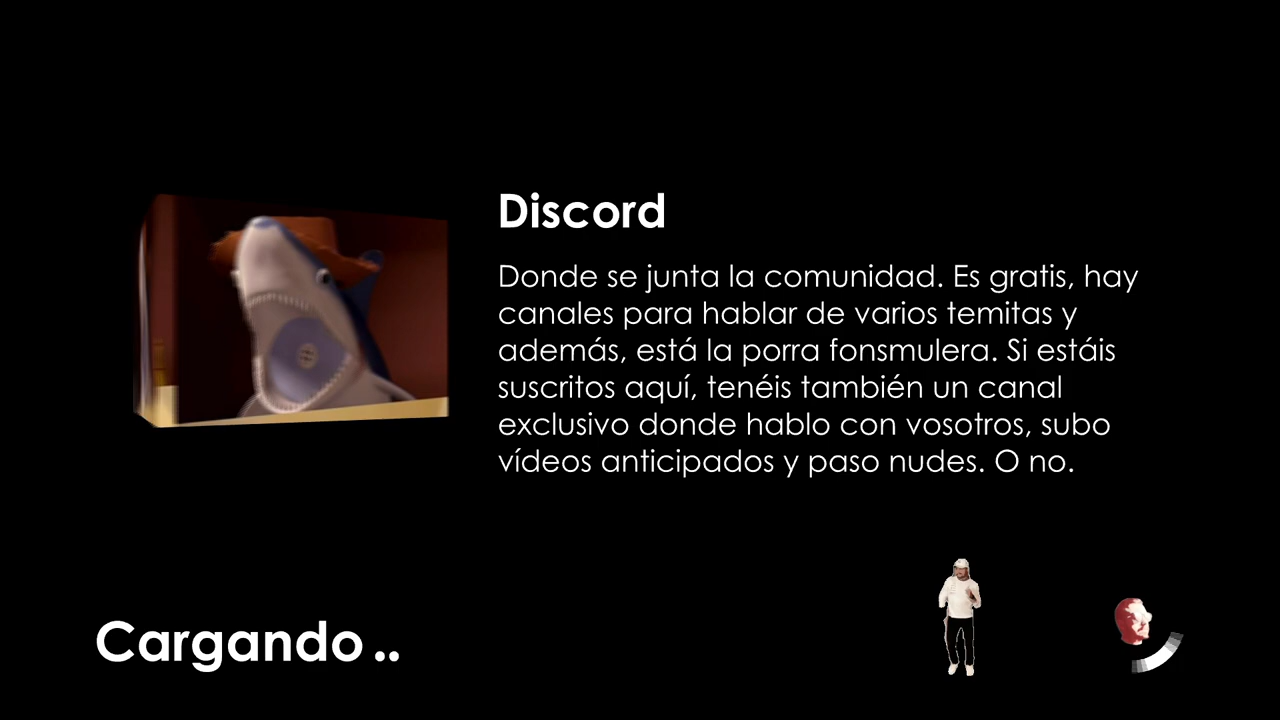 Discord
Donde se junta la comunidad. Es gratis, hay
canales para hablar de varios temitas y
además, está la porra fonsmulera. Si estáis
suscritos aquí, tenéis también un canal
exclusivo donde hablo con vosotros, subo
vídeos anticipados y paso nudes. O no.
Cargando ..